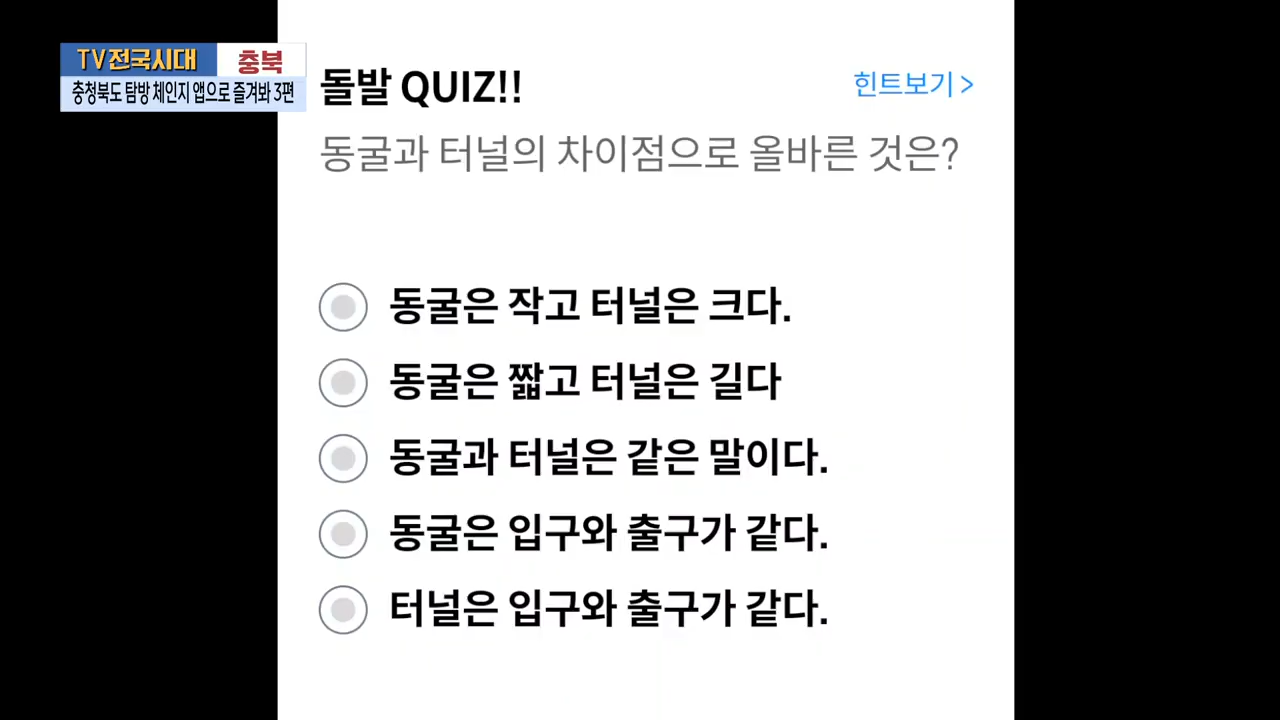 TV전국시대 충북
충청북도 탐방 체인지 앱으로 즐겨봐 3편
돌발 QUIZ!!
힌트보기 >
동굴과 터널의 차이점으로 올바른 것은?
동굴은 작고 터널은 크다.
동굴은 짧고 터널은 길다
동굴과 터널은 같은 말이다.
동굴은 입구와 출구가 같다.
터널은 입구와 출구가 같다.